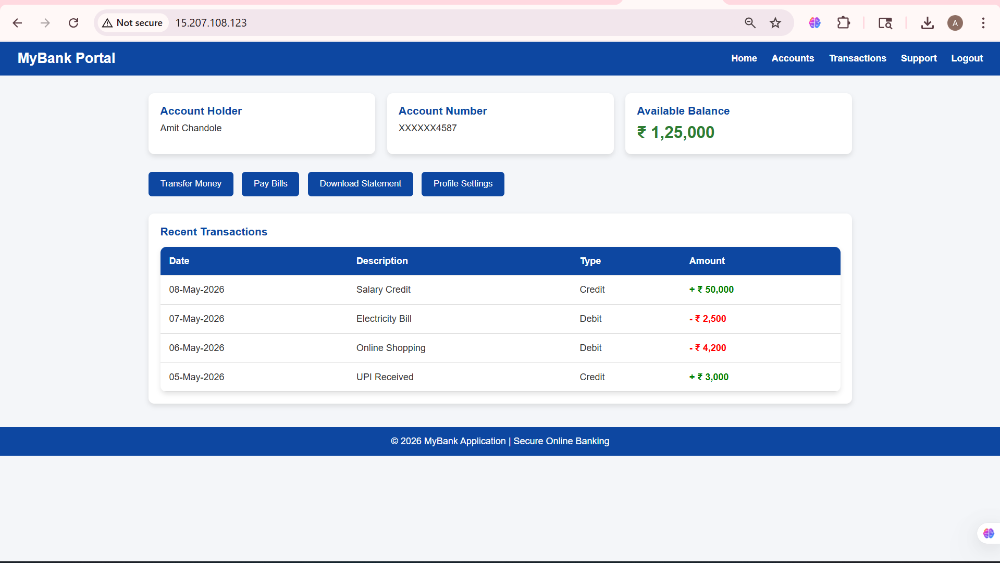 Not secure 15.207.108.123
A
MyBank Portal
Home Accounts Transactions Support Logout
Account Holder
Amit Chandole
Account Number
XXXXXX4587
Available Balance
₹ 1,25,000
Transfer Money Pay Bills Download Statement Profile Settings
Recent Transactions
Date Description Type Amount
08-May-2026 Salary Credit Credit + ₹ 50,000
07-May-2026 Electricity Bill Debit - ₹ 2,500
06-May-2026 Online Shopping Debit - ₹ 4,200
05-May-2026 UPI Received Credit + ₹ 3,000
© 2026 MyBank Application | Secure Online Banking